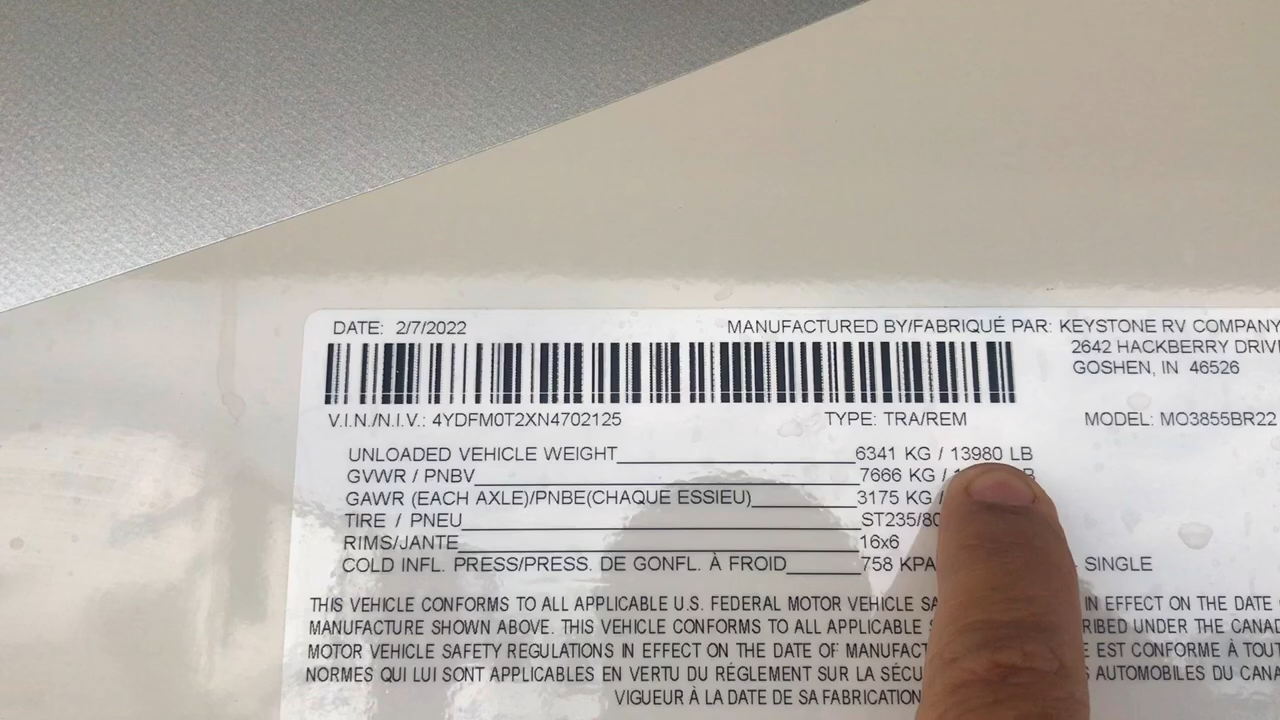 DATE: 2/7/2022
MANUFACTURED BY/FABRIQUÉ PAR: KEYSTONE RV COMPANY
2642 HACKBERRY
GOSHEN, IN 46526
V.I.N./N.I.V.: 4YDFM0T2XN4702125 TYPE: TRA/REM MODEL: MO3855BR22
UNLOADED VEHICLE WEIGHT 6341 KG / 13980 LB
GVWR / PNBV 7666 KG /
GAWR (EACH AXLE)/PNBE(CHAQUE ESSIEU) 3175 KG /
TIRE / PNEU ST235/80
RIMS/JANTE 16x6
COLD INFL. PRESS/PRESS. DE GONFL. À FROID 758 KPA SINGLE
THIS VEHICLE CONFORMS TO ALL APPLICABLE U.S. FEDERAL MOTOR VEHICLE IN EFFECT ON THE DATE
MANUFACTURE SHOWN ABOVE. THIS VEHICLE CONFORMS TO ALL APPLICABLE UNDER THE
MOTOR VEHICLE SAFETY REGULATIONS IN EFFECT ON THE DATE OF EST CONFORME À
NORMES QUI LUI SONT APPLICABLES EN VERTU DU RÉGLEMENT SUR LA AUTOMOBILES DU
VIGUEUR À LA DATE DE SA FABRICATION